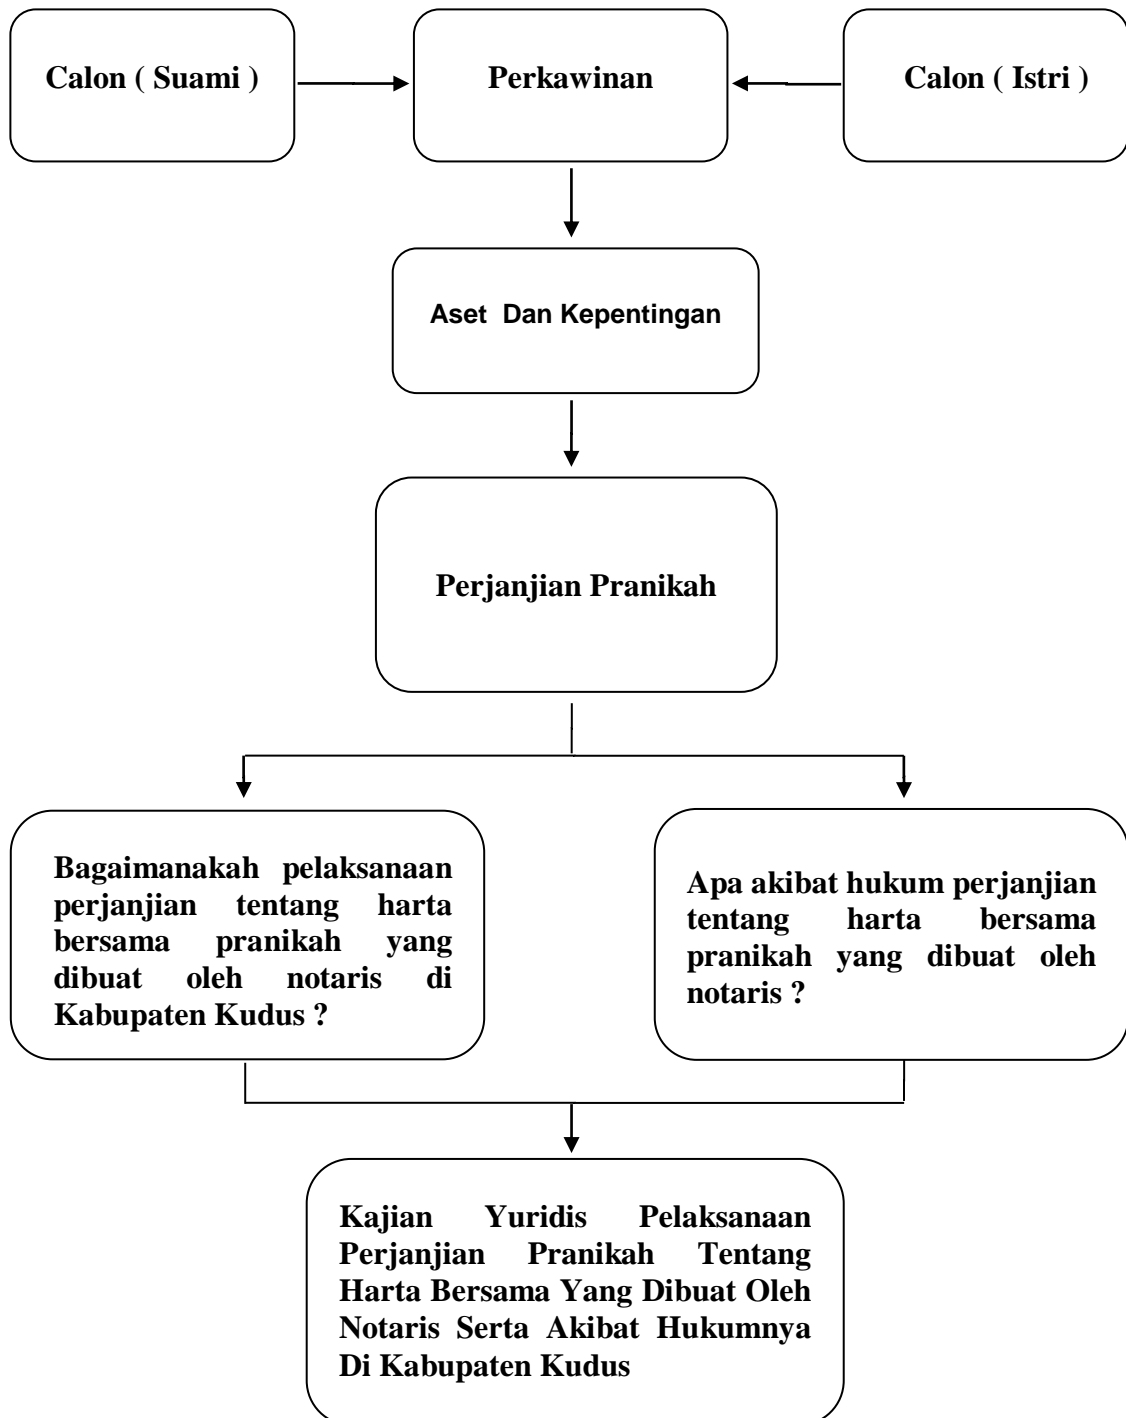 Calon ( Suami )
Perkawinan
Calon ( Istri )
Aset Dan Kepentingan
Perjanjian Pranikah
Bagaimanakah pelaksanaan
perjanjian tentang harta
bersama pranikah yang
dibuat oleh notaris di
Kabupaten Kudus ?
Apa akibat hukum perjanjian
tentang harta bersama
pranikah yang dibuat oleh
notaris ?
Kajian Yuridis Pelaksanaan
Perjanjian Pranikah Tentang
Harta Bersama Yang Dibuat Oleh
Notaris Serta Akibat Hukumnya
Di Kabupaten Kudus